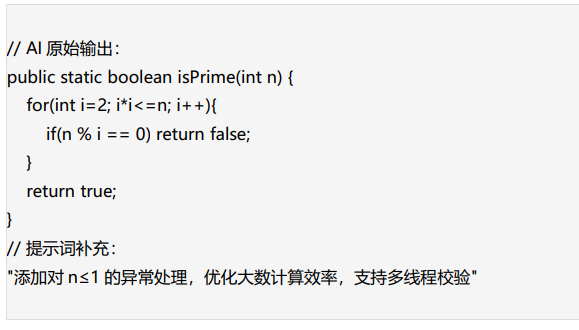 // AI 原始输出：
public static boolean isPrime(int n) {
    for(int i=2; i*i<=n; i++){
        if(n % i == 0) return false;
    }
    return true;
}
// 提示词补充：
"添加对 n≤1 的异常处理，优化大数计算效率，支持多线程校验"